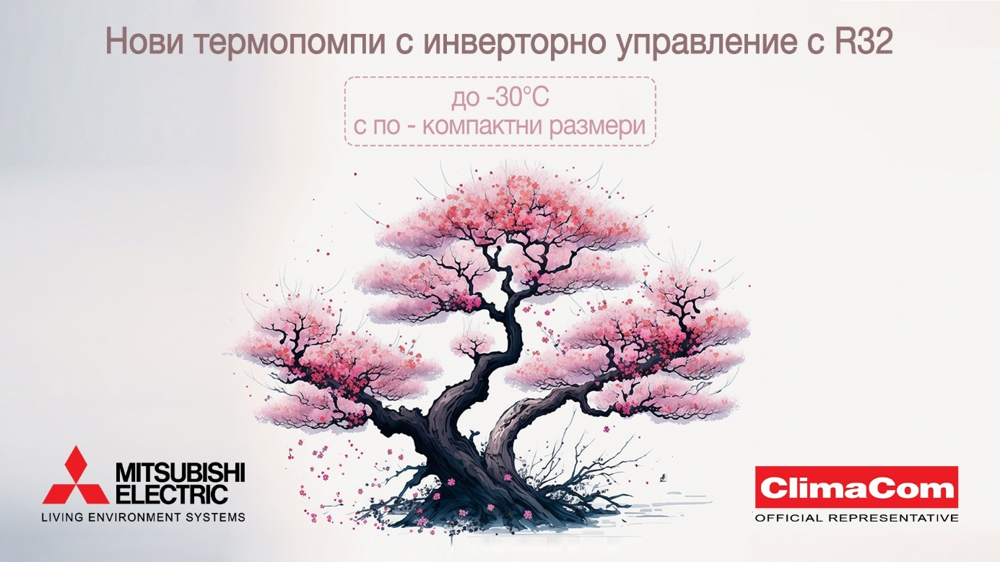 Нови термопомпи с инверторно управление с R32
до -30°C
с по - компактни размери
MITSUBISHI
ELECTRIC
LIVING ENVIRONMENT SYSTEMS
ClimaCom
OFFICIAL REPRESENTATIVE